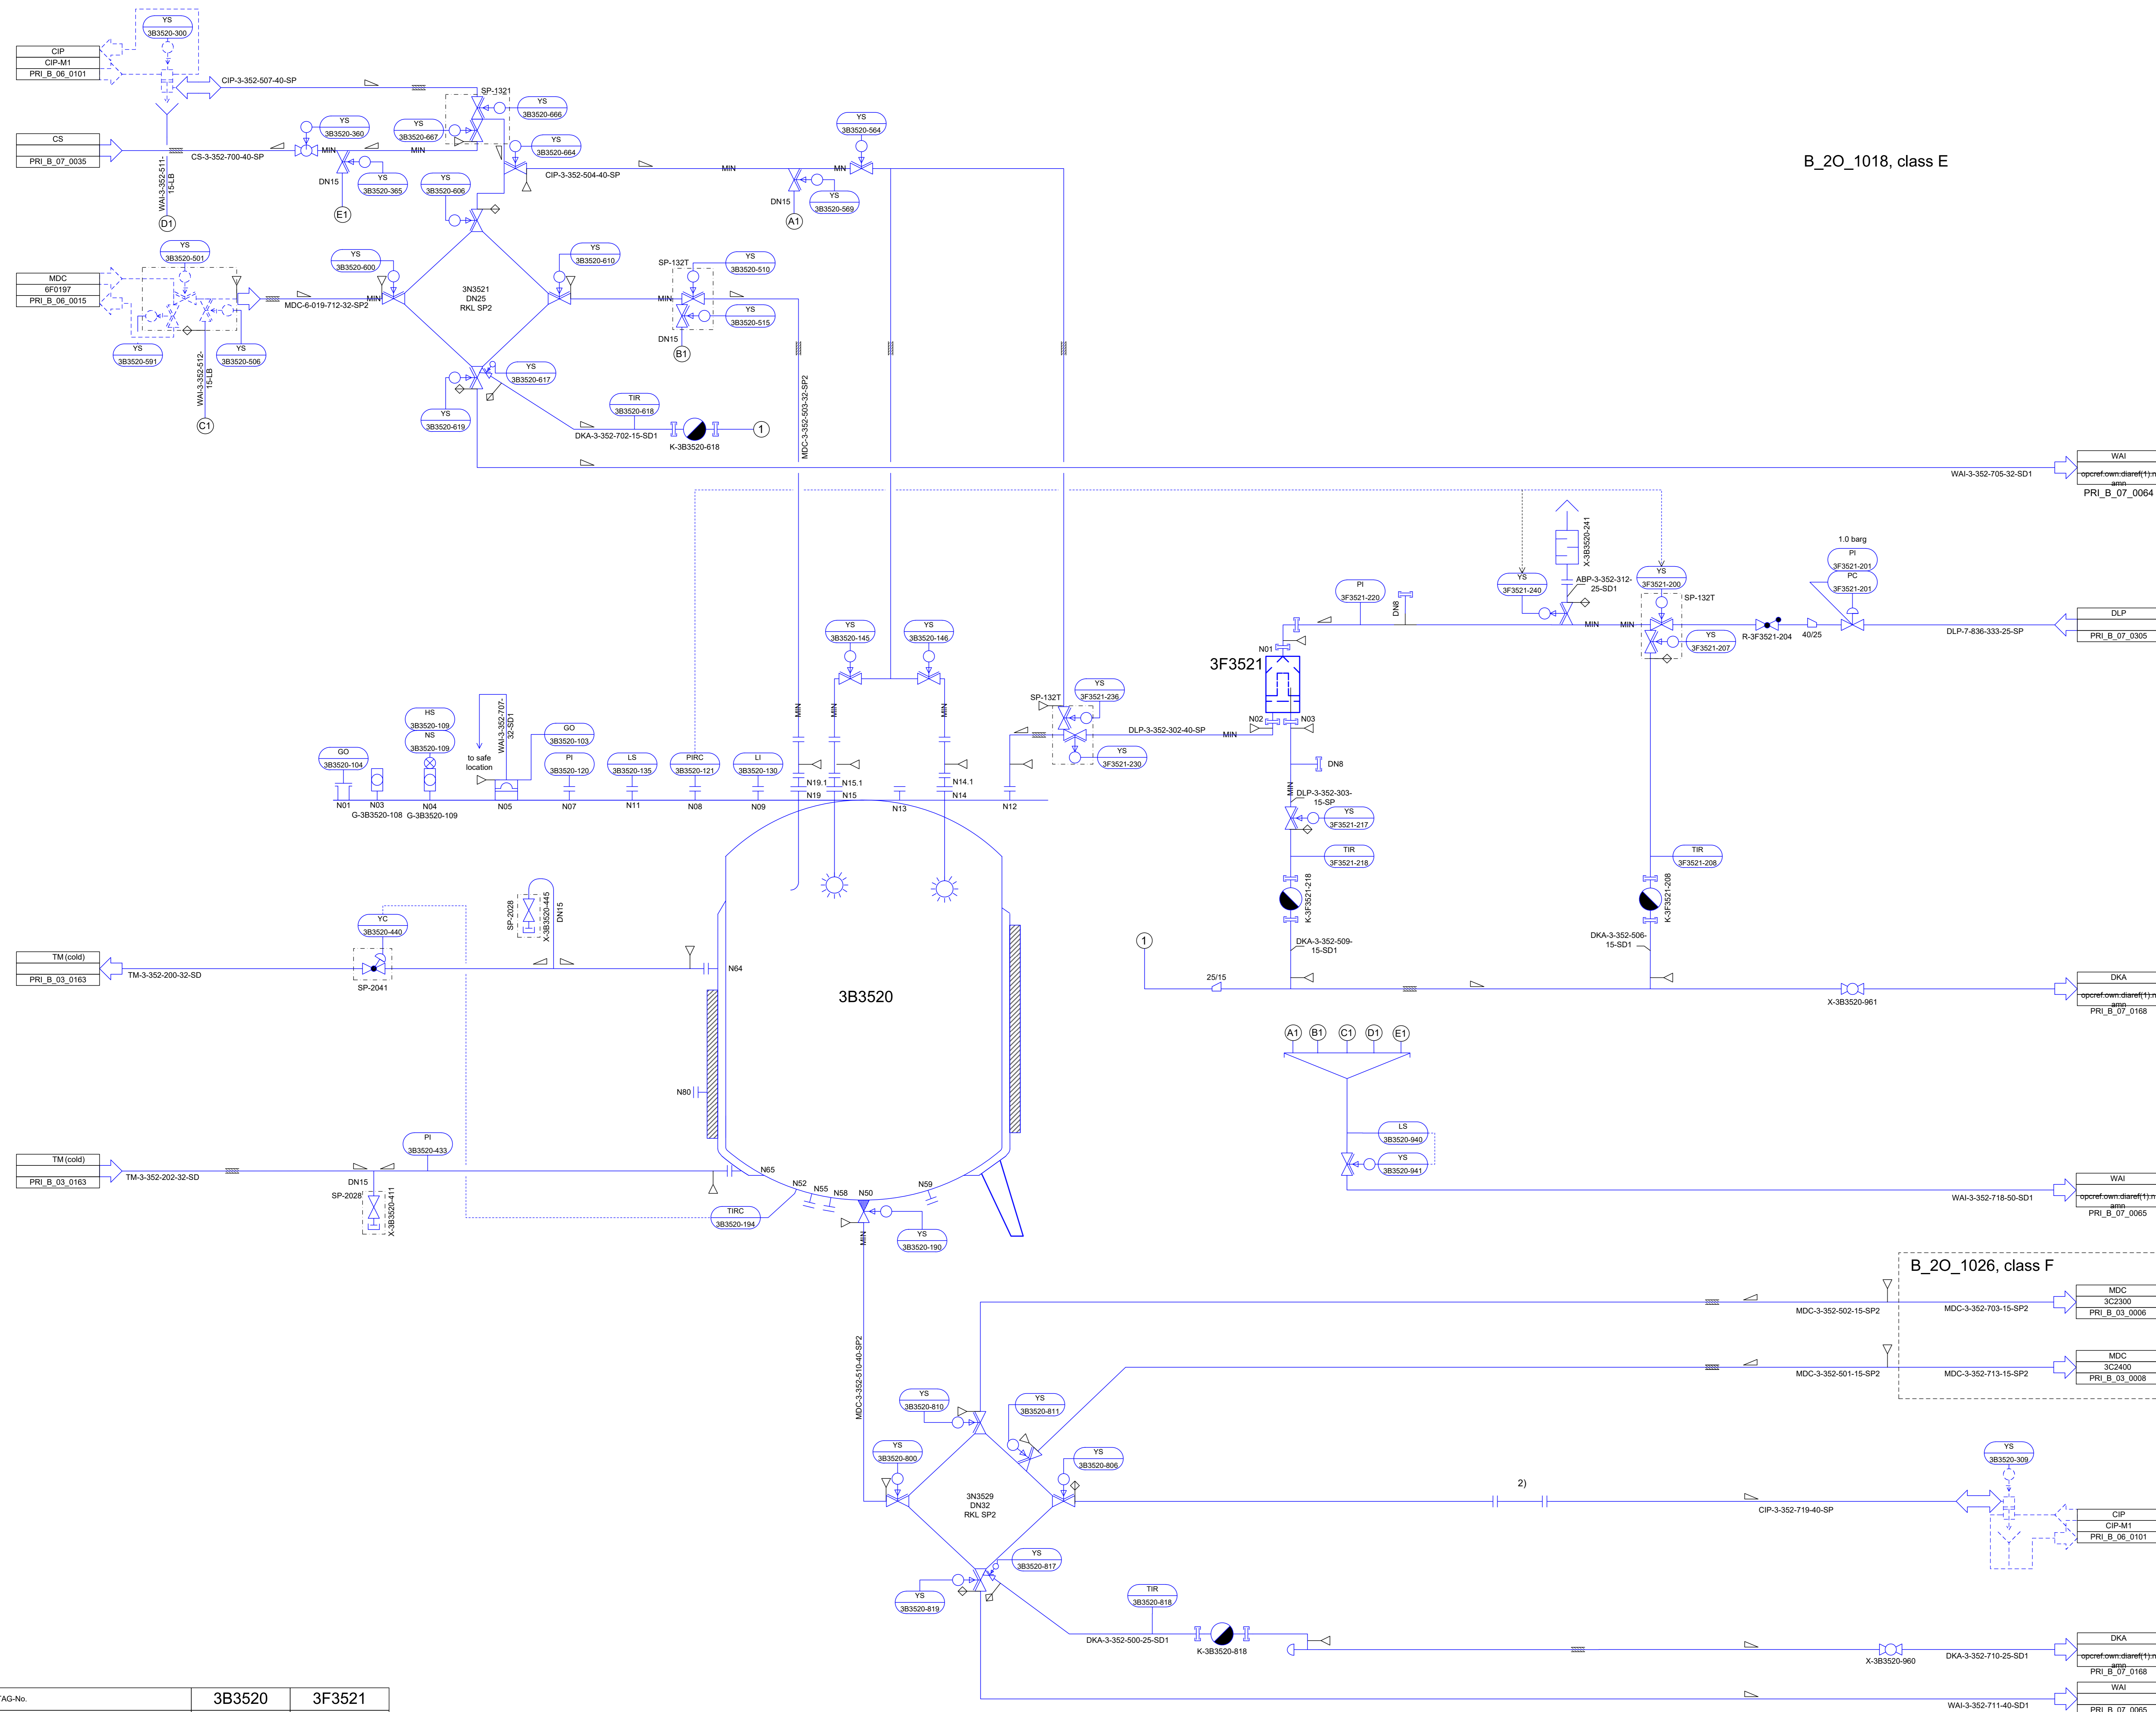 YS
3B3520-300
CIP
CIP-M1
PRI_B_06_0101
CIP-3-352-507-40-SP
SP-1321
YS
3B3520-666
YS
3B3520-667
YS
3B3520-664
CS
PRI_B_07_0035
CS-3-352-700-40-SP
YS
3B3520-360
MIN
MIN
DN15
YS
3B3520-365
E1
WAI-3-352-511-
15-LB
D1
CIP-3-352-504-40-SP
MIN
MIN
YS
3B3520-564
DN15
YS
3B3520-569
A1
B_2O_1018, class E
YS
3B3520-606
YS
3B3520-501
MDC
6F0197
PRI_B_06_0015
MDC-6-019-712-32-SP2
MIN
YS
3B3520-600
YS
3B3520-610
3N3521
DN25
RKL SP2
SP-132T
YS
3B3520-510
MIN
YS
3B3520-515
DN15
B1
YS
3B3520-591
YS
3B3520-506
WAI-3-352-512-
15-LB
C1
YS
3B3520-617
YS
3B3520-619
TIR
3B3520-618
DKA-3-352-702-15-SD1
K-3B3520-618
1
MDC-3-352-503-32-SP2
WAI-3-352-705-32-SD1
WAI
opcref.own.diaref(1).n
amn
PRI_B_07_0064
X-3B3520-241
1.0 barg
PI
3F3521-201
PC
3F3521-201
YS
3F3521-240
ABP-3-352-312-
25-SD1
YS
3F3521-200
SP-132T
PI
3F3521-220
DN8
MIN
MIN
YS
3F3521-207
R-3F3521-204
40/25
DLP-7-836-333-25-SP
DLP
PRI_B_07_0305
YS
3B3520-145
YS
3B3520-146
3F3521
N01
N02
N03
SP-132T
YS
3F3521-236
DLP-3-352-302-40-SP
MIN
YS
3F3521-230
DN8
MIN
DLP-3-352-303-
15-SP
YS
3F3521-217
TIR
3F3521-218
K-3F3521-218
DKA-3-352-509-
15-SD1
TIR
3F3521-208
K-3F3521-208
DKA-3-352-506-
15-SD1
GO
3B3520-104
HS
3B3520-109
NS
3B3520-109
to safe
location
WAI-3-352-707-
32-SD1
GO
3B3520-103
PI
3B3520-120
LS
3B3520-135
PIRC
3B3520-121
LI
3B3520-130
MIN
MIN
MIN
N19.1
N15.1
N14.1
N01
N03
N04
N05
N07
N11
N08
N09
N19
N15
N13
N14
N12
G-3B3520-108
G-3B3520-109
SP-2028
X-3B3520-445
DN15
YC
3B3520-440
TM (cold)
PRI_B_03_0163
TM-3-352-200-32-SD
SP-2041
N64
3B3520
1
25/15
X-3B3520-961
DKA
opcref.own.diaref(1).n
amn
PRI_B_07_0168
A1
B1
C1
D1
E1
N80
LS
3B3520-940
YS
3B3520-941
PI
3B3520-433
TM (cold)
PRI_B_03_0163
TM-3-352-202-32-SD
DN15
SP-2028
X-3B3520-411
N65
N52
N55
N58
N50
N59
TIRC
3B3520-194
YS
3B3520-190
MIN
WAI-3-352-718-50-SD1
WAI
opcref.own.diaref(1).n
amn
PRI_B_07_0065
B_2O_1026, class F
MDC-3-352-502-15-SP2
MDC-3-352-703-15-SP2
MDC
3C2300
PRI_B_03_0006
MDC-3-352-501-15-SP2
MDC-3-352-713-15-SP2
MDC
3C2400
PRI_B_03_0008
MDC-3-352-510-40-SP2
YS
3B3520-810
YS
3B3520-811
YS
3B3520-800
YS
3B3520-806
3N3529
DN32
RKL SP2
2)
CIP-3-352-719-40-SP
YS
3B3520-309
CIP
CIP-M1
PRI_B_06_0101
YS
3B3520-817
YS
3B3520-819
TIR
3B3520-818
DKA-3-352-500-25-SD1
K-3B3520-818
X-3B3520-960
DKA-3-352-710-25-SD1
DKA
opcref.own.diaref(1).n
amn
PRI_B_07_0168
WAI-3-352-711-40-SD1
WAI
PRI_B_07_0065
TAG-No.
3B3520
3F3521